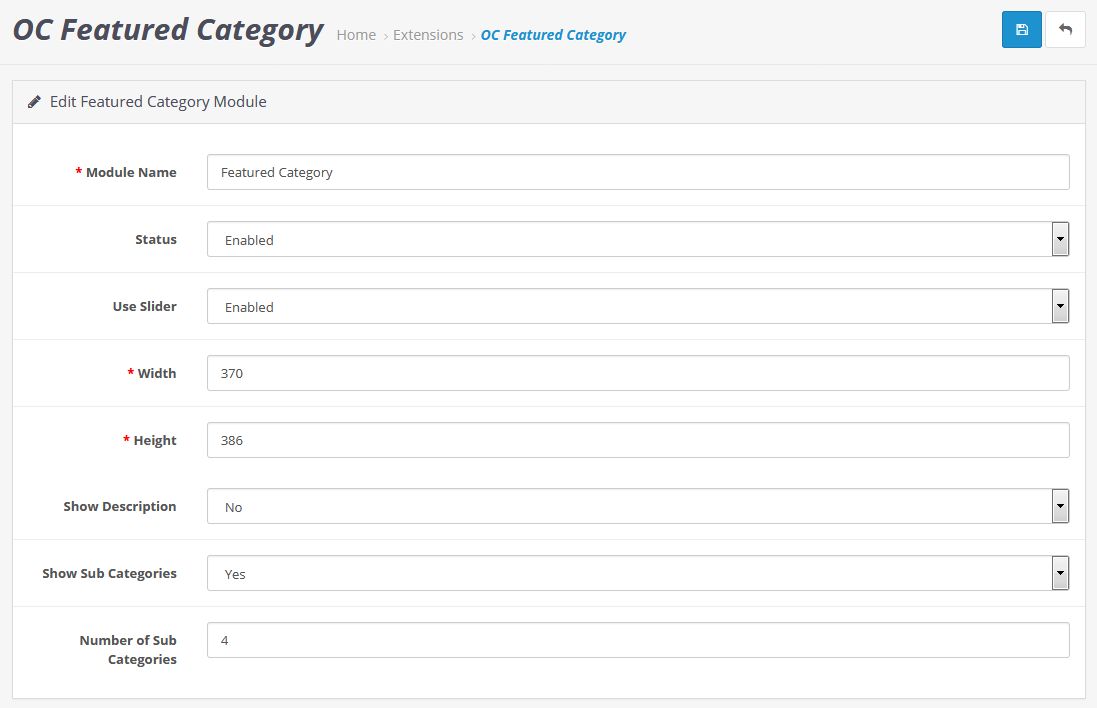 OC Featured Category Home › Extensions › OC Featured Category
Edit Featured Category Module
* Module Name Featured Category
Status Enabled
Use Slider Enabled
* Width 370
* Height 386
Show Description No
Show Sub Categories Yes
Number of Sub 4
Categories